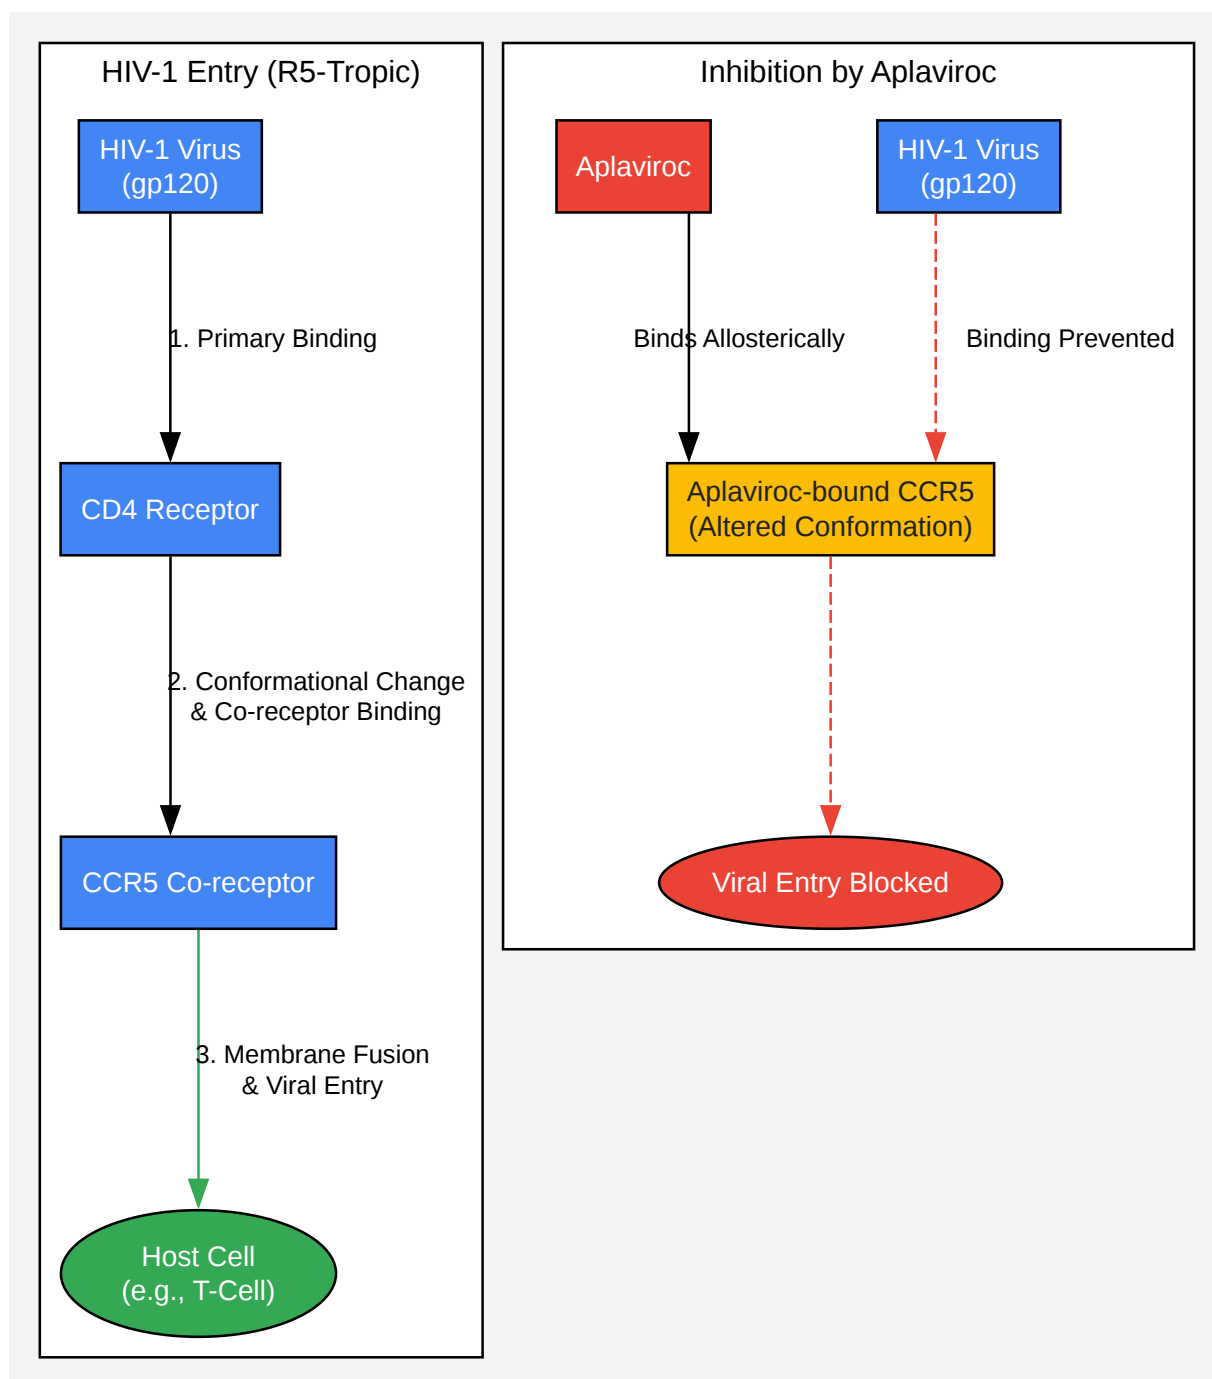 HIV-1 Entry (R5-Tropic)
HIV-1 Virus
(gp120)
1. Primary Binding
CD4 Receptor
2. Conformational Change
& Co-receptor Binding
CCR5 Co-receptor
3. Membrane Fusion
& Viral Entry
Host Cell
(e.g., T-Cell)
Inhibition by Aplaviroc
Aplaviroc
HIV-1 Virus
(gp120)
Binds Allosterically
Binding Prevented
Aplaviroc-bound CCR5
(Altered Conformation)
Viral Entry Blocked